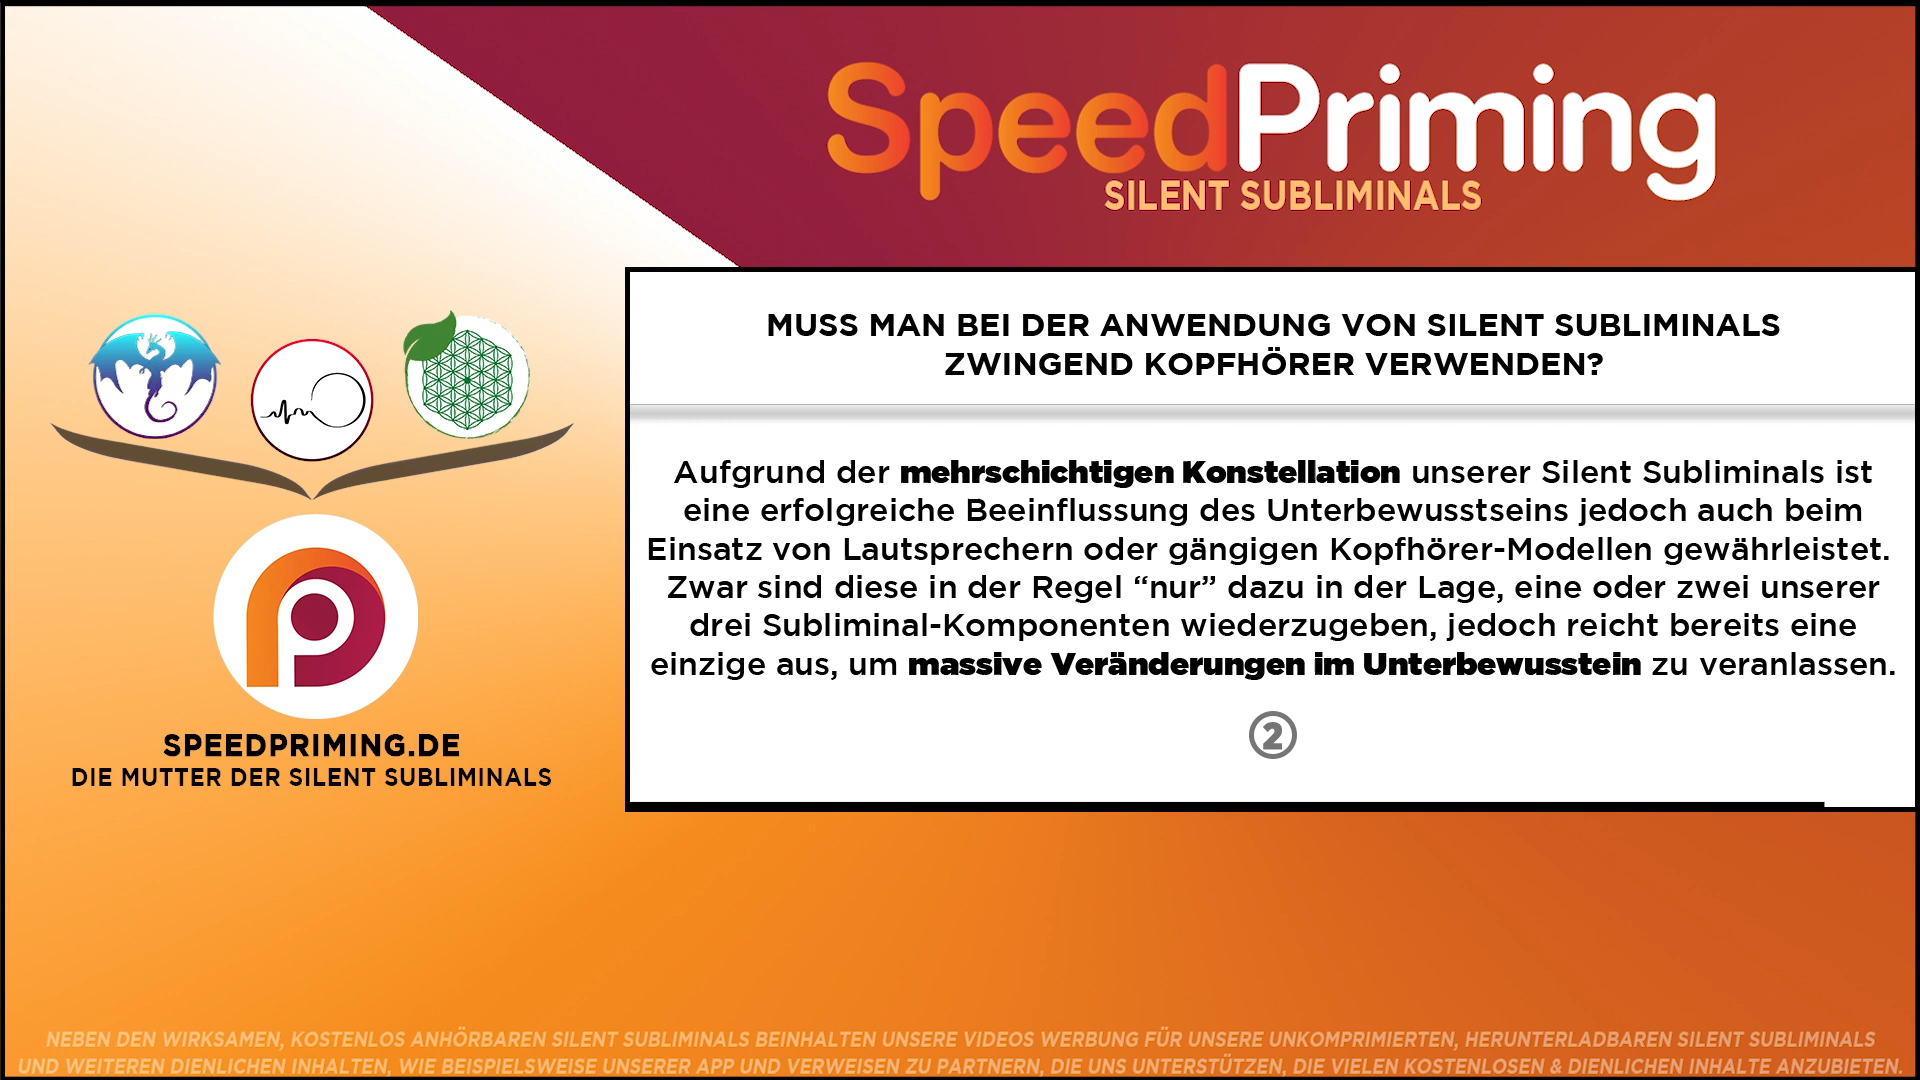 SpeedPriming
SILENT SUBLIMINALS
MUSS MAN BEI DER ANWENDUNG VON SILENT SUBLIMINALS
ZWINGEND KOPFHÖRER VERWENDEN?
Aufgrund der mehrschichtigen Konstellation unserer Silent Subliminals ist
eine erfolgreiche Beeinflussung des Unterbewusstseins jedoch auch beim
Einsatz von Lautsprechern oder gängigen Kopfhörer-Modellen gewährleistet.
Zwar sind diese in der Regel “nur” dazu in der Lage, eine oder zwei unserer
drei Subliminal-Komponenten wiederzugeben, jedoch reicht bereits eine
einzige aus, um massive Veränderungen im Unterbewusstein zu veranlassen.
②
SPEEDPRIMING.DE
DIE MUTTER DER SILENT SUBLIMINALS
NEBEN DEN WIRKSAMEN, KOSTENLOS ANHÖRBAREN SILENT SUBLIMINALS BEINHALTEN UNSERE VIDEOS WERBUNG FÜR UNSERE UNKOMPRIMIERTEN, HERUNTERLADBAREN SILENT SUBLIMINALS
UND WEITEREN DIENLICHEN INHALTEN, WIE BEISPIELSWEISE UNSERER APP UND VERWEISEN ZU PARTNERN, DIE UNS UNTERSTÜTZEN, DIE VIELEN KOSTENLOSEN & DIENLICHEN INHALTE ANZUBIETEN.